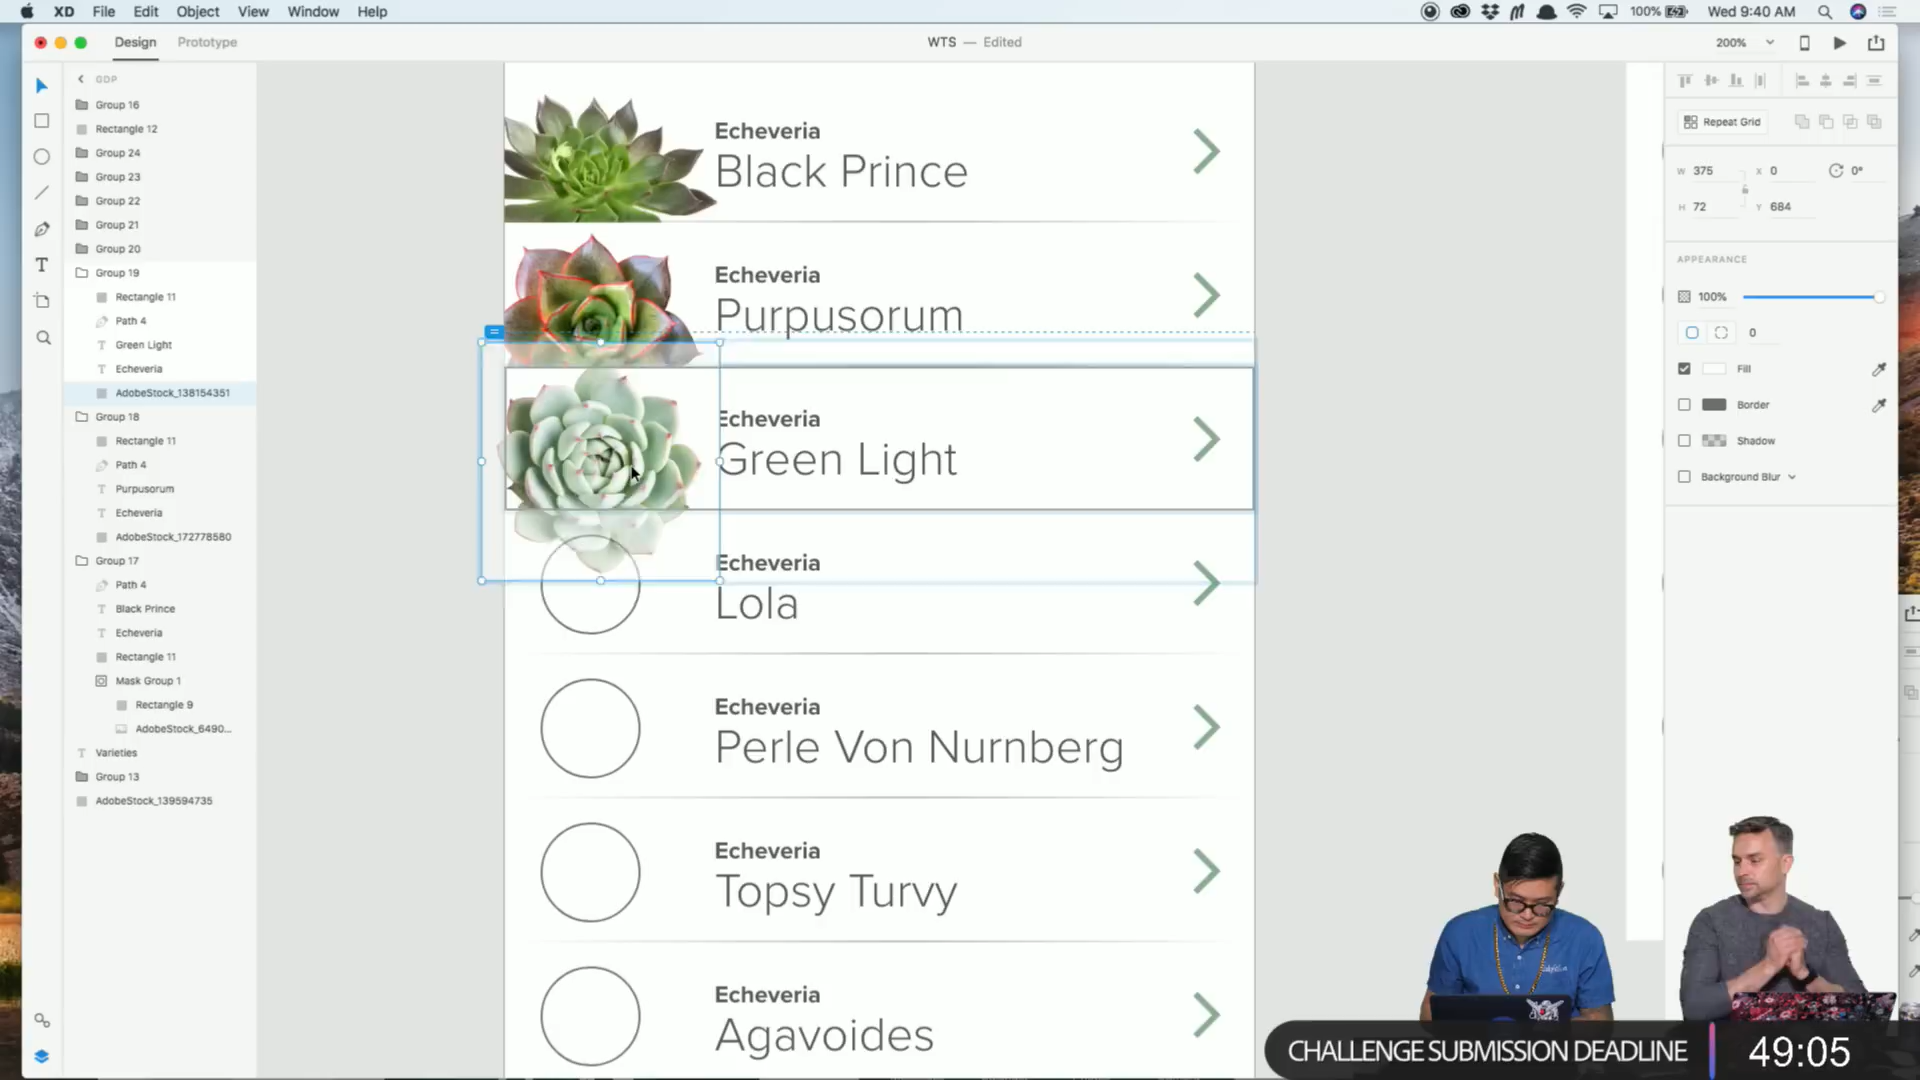 XD File Edit Object View Window Help
100% Wed 9:40 AM
Design Prototype
WTS — Edited
200%
GDP
Group 16
Rectangle 12
Group 24
Group 23
Group 22
Group 21
Group 20
Group 19
Rectangle 11
Path 4
Green Light
Echeveria
AdobeStock_138154351
Group 18
Rectangle 11
Path 4
Purpusorum
Echeveria
AdobeStock_172778580
Group 17
Path 4
Black Prince
Echeveria
Rectangle 11
Mask Group 1
Rectangle 9
AdobeStock_6490...
Varieties
Group 13
AdobeStock_139594735
Echeveria
Black Prince
Echeveria
Purpusorum
Echeveria
Green Light
Echeveria
Lola
Echeveria
Perle Von Nurnberg
Echeveria
Topsy Turvy
Echeveria
Agavoides
Repeat Grid
W 375 X 0 0°
H 72 Y 684
APPEARANCE
100%
0
Fill
Border
Shadow
Background Blur
CHALLENGE SUBMISSION DEADLINE 49:05